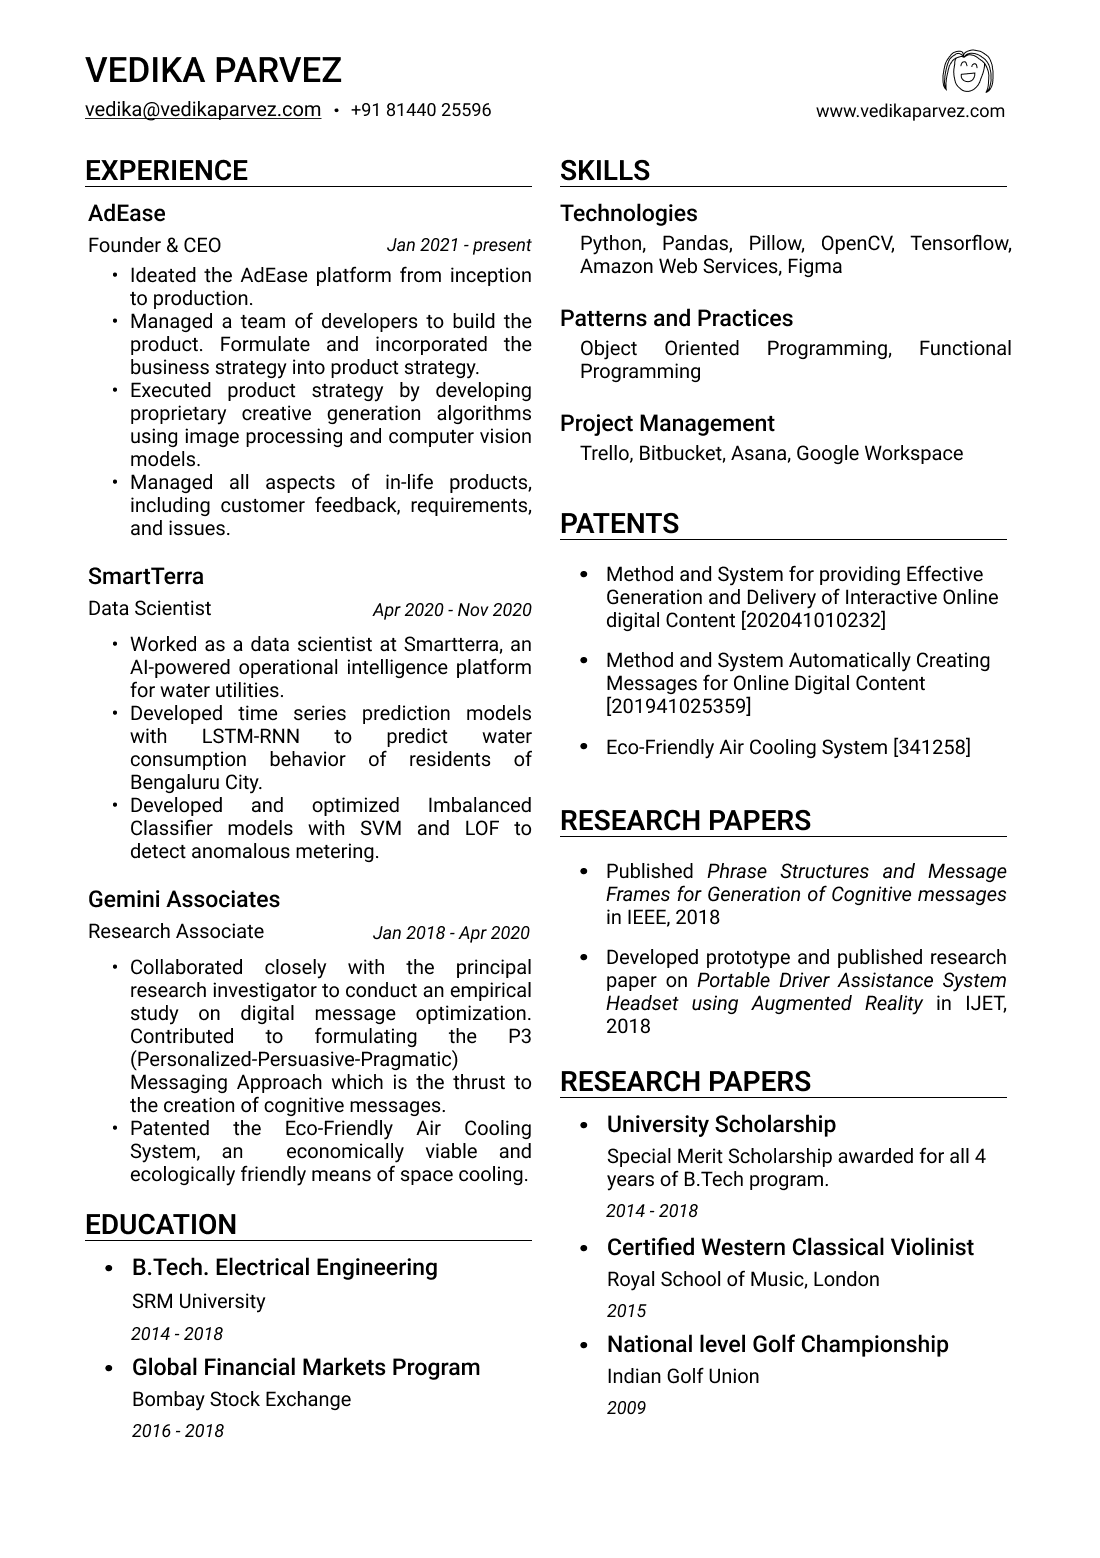 VEDIKA PARVEZ
vedika@vedikaparvez.com • +91 81440 25596
www.vedikaparvez.com
EXPERIENCE
AdEase
Founder & CEO Jan 2021 - present
• Ideated the AdEase platform from inception
to production.
• Managed a team of developers to build the
product. Formulate and incorporated the
business strategy into product strategy.
• Executed product strategy by developing
proprietary creative generation algorithms
using image processing and computer vision
models.
• Managed all aspects of in-life products,
including customer feedback, requirements,
and issues.
SmartTerra
Data Scientist Apr 2020 - Nov 2020
• Worked as a data scientist at Smartterra, an
AI-powered operational intelligence platform
for water utilities.
• Developed time series prediction models
with LSTM-RNN to predict water
consumption behavior of residents of
Bengaluru City.
• Developed and optimized Imbalanced
Classifier models with SVM and LOF to
detect anomalous metering.
Gemini Associates
Research Associate Jan 2018 - Apr 2020
• Collaborated closely with the principal
research investigator to conduct an empirical
study on digital message optimization.
Contributed to formulating the P3
(Personalized-Persuasive-Pragmatic)
Messaging Approach which is the thrust to
the creation of cognitive messages.
• Patented the Eco-Friendly Air Cooling
System, an economically viable and
ecologically friendly means of space cooling.
EDUCATION
• B.Tech. Electrical Engineering
SRM University
2014 - 2018
• Global Financial Markets Program
Bombay Stock Exchange
2016 - 2018
SKILLS
Technologies
Python, Pandas, Pillow, OpenCV, Tensorflow,
Amazon Web Services, Figma
Patterns and Practices
Object Oriented Programming, Functional
Programming
Project Management
Trello, Bitbucket, Asana, Google Workspace
PATENTS
• Method and System for providing Effective
Generation and Delivery of Interactive Online
digital Content [202041010232]
• Method and System Automatically Creating
Messages for Online Digital Content
[201941025359]
• Eco-Friendly Air Cooling System [341258]
RESEARCH PAPERS
• Published Phrase Structures and Message
Frames for Generation of Cognitive messages
in IEEE, 2018
• Developed prototype and published research
paper on Portable Driver Assistance System
Headset using Augmented Reality in IJET,
2018
RESEARCH PAPERS
• University Scholarship
Special Merit Scholarship awarded for all 4
years of B.Tech program.
2014 - 2018
• Certified Western Classical Violinist
Royal School of Music, London
2015
• National level Golf Championship
Indian Golf Union
2009